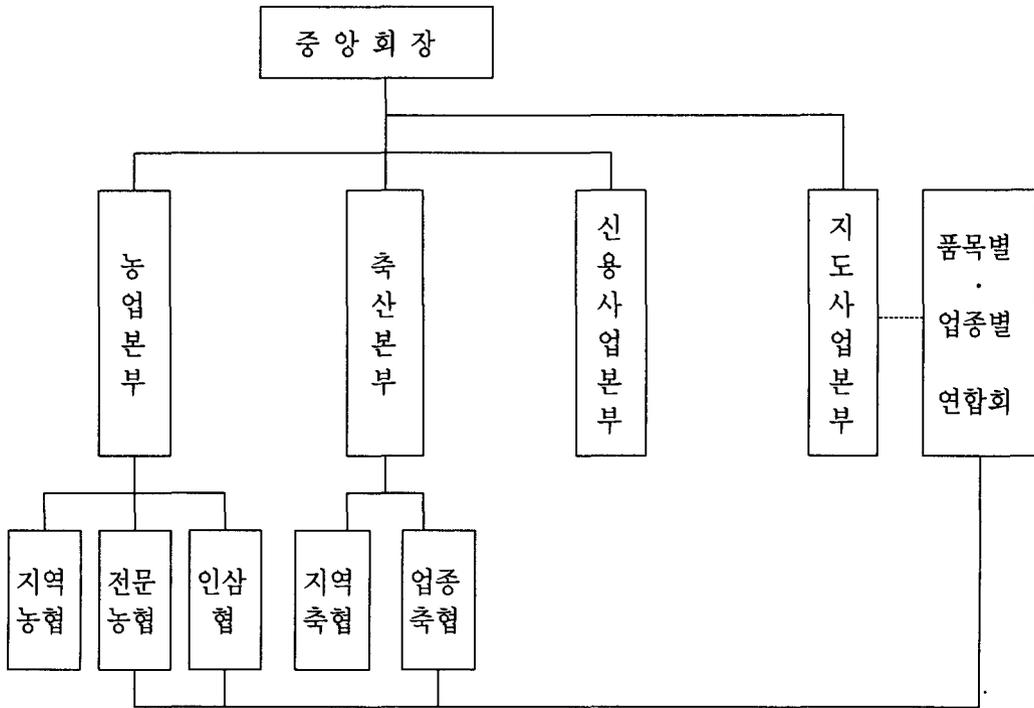 중앙회장
농업본부
축산본부
신용사업본부
지도사업본부
품목별
·
업종별
연합회
지역
농협
전문
농협
인삼
협
지역
축협
업종
축협